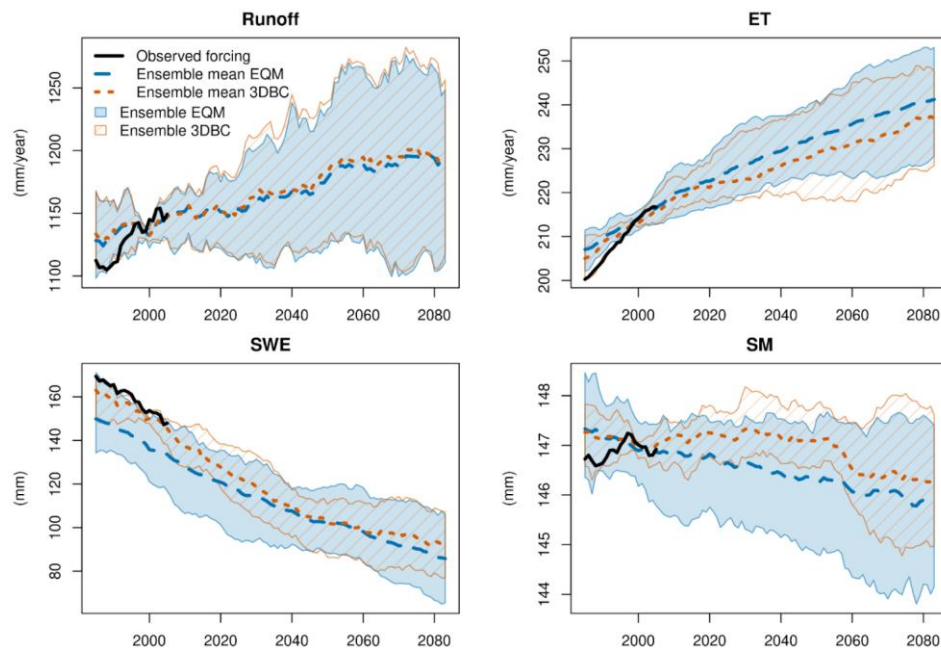 Runoff
(mm/year)
1250
1200
1150
1100
Observed forcing
Ensemble mean EQM
Ensemble mean 3DBC
Ensemble EQM
Ensemble 3DBC
2000 2020 2040 2060 2080
ET
(mm/year)
250
240
230
220
210
200
2000 2020 2040 2060 2080
SWE
(mm)
160
140
120
100
80
2000 2020 2040 2060 2080
SM
(mm)
148
147
146
145
144
2000 2020 2040 2060 2080